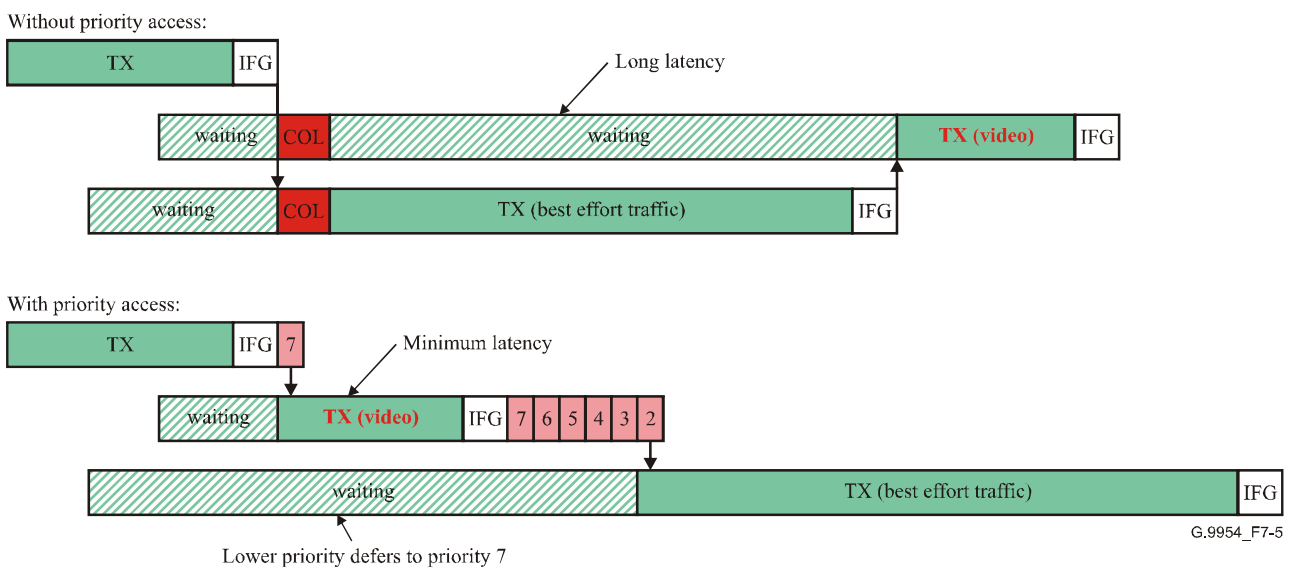 Without priority access:
TX IFG
Long latency
waiting COL waiting TX (video) IFG
waiting COL TX (best effort traffic) IFG
With priority access:
TX IFG 7
Minimum latency
waiting TX (video) IFG 7 6 5 4 3 2
waiting TX (best effort traffic) IFG
G.9954_F7-5
Lower priority defers to priority 7